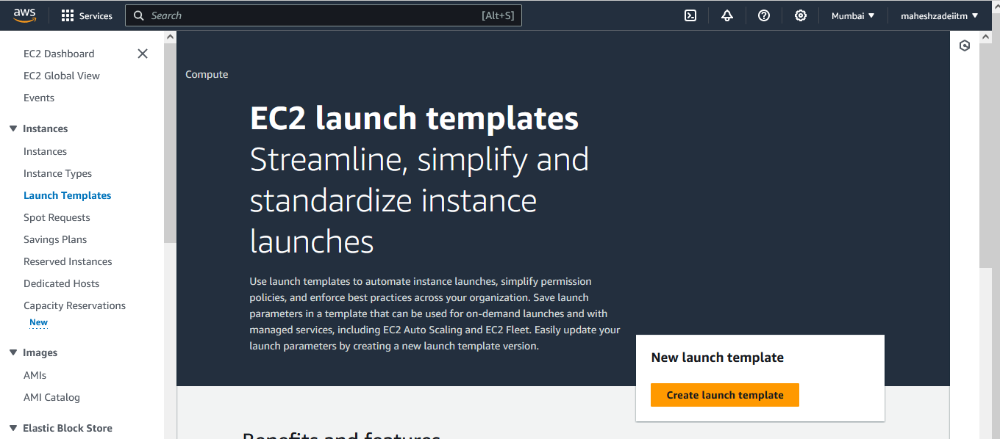 aws
Services
Search
[Alt+S]
Mumbai
maheshzadeiitm
EC2 Dashboard
EC2 Global View
Events
Instances
Instances
Instance Types
Launch Templates
Spot Requests
Savings Plans
Reserved Instances
Dedicated Hosts
Capacity Reservations
New
Images
AMIs
AMI Catalog
Elastic Block Store
Compute
EC2 launch templates
Streamline, simplify and
standardize instance
launches
Use launch templates to automate instance launches, simplify permission
policies, and enforce best practices across your organization. Save launch
parameters in a template that can be used for on-demand launches and with
managed services, including EC2 Auto Scaling and EC2 Fleet. Easily update your
launch parameters by creating a new launch template version.
New launch template
Create launch template
Benefits and features